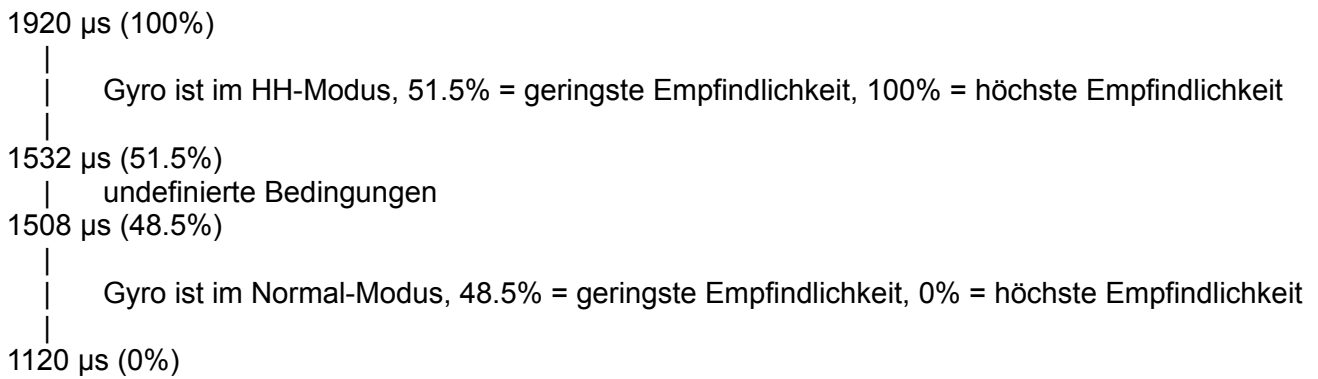 1920 µs (100%)
|
| Gyro ist im HH-Modus, 51.5% = geringste Empfindlichkeit, 100% = höchste Empfindlichkeit
|
1532 µs (51.5%)
| undefinierte Bedingungen
1508 µs (48.5%)
|
| Gyro ist im Normal-Modus, 48.5% = geringste Empfindlichkeit, 0% = höchste Empfindlichkeit
|
1120 µs (0%)